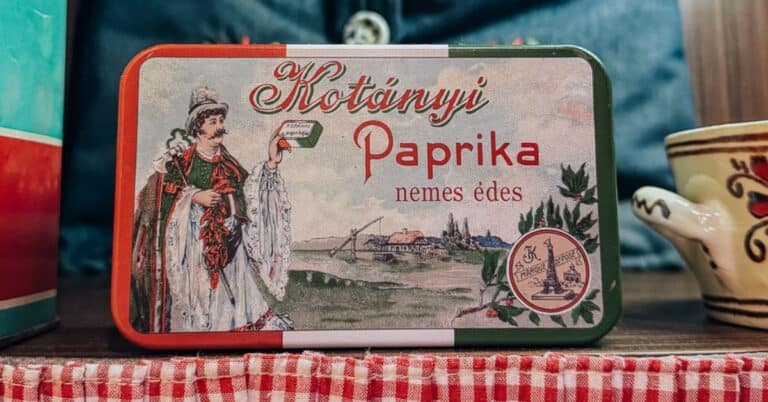 Kotányi
Paprika
nemes édes
K